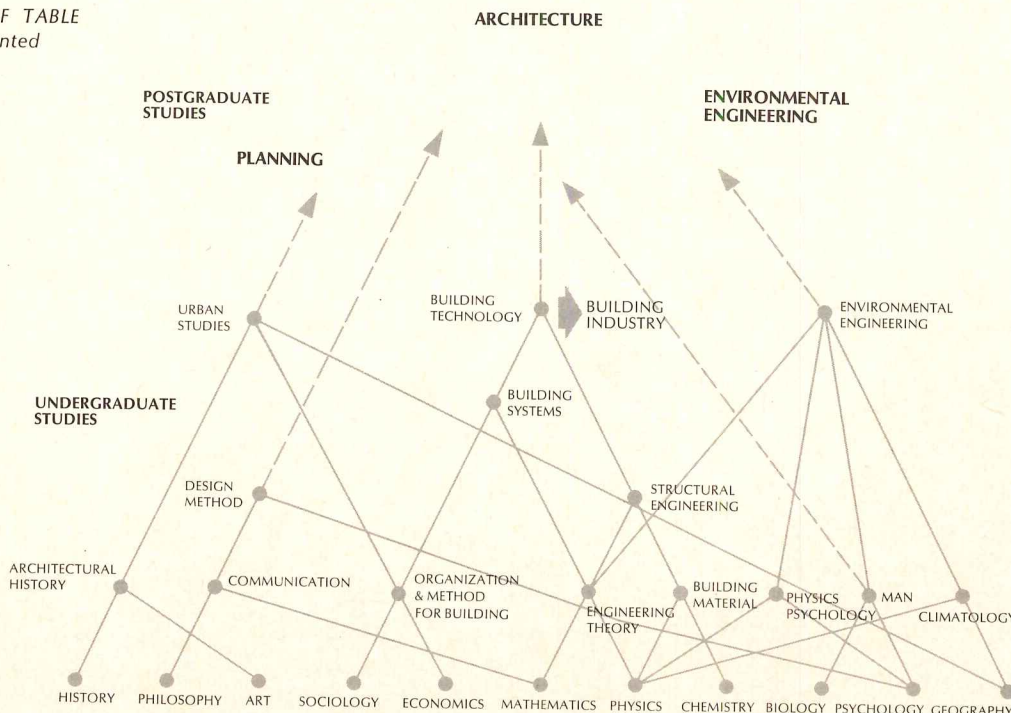 F TABLE
nted
ARCHITECTURE
POSTGRADUATE
STUDIES
ENVIRONMENTAL
ENGINEERING
PLANNING
URBAN
STUDIES
BUILDING
TECHNOLOGY
BUILDING
INDUSTRY
ENVIRONMENTAL
ENGINEERING
UNDERGRADUATE
STUDIES
BUILDING
SYSTEMS
DESIGN
METHOD
STRUCTURAL
ENGINEERING
ARCHITECTURAL
HISTORY
COMMUNICATION
ORGANIZATION
& METHOD
FOR BUILDING
ENGINEERING
THEORY
BUILDING
MATERIAL
PHYSICS
PSYCHOLOGY
MAN
CLIMATOLOGY
HISTORY
PHILOSOPHY
ART
SOCIOLOGY
ECONOMICS
MATHEMATICS
PHYSICS
CHEMISTRY
BIOLOGY
PSYCHOLOGY
GEOGRAPHY